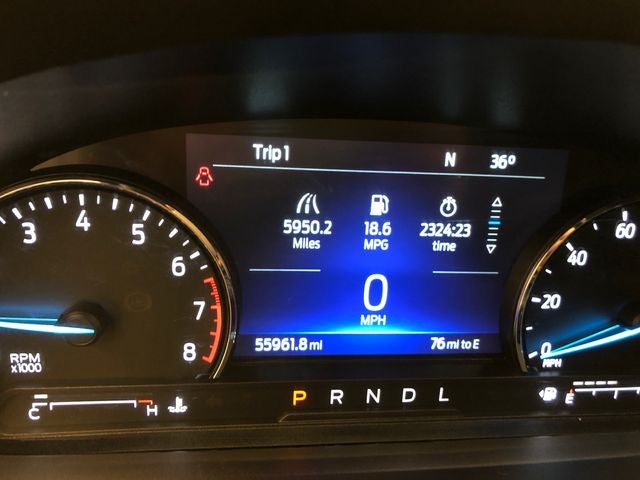 Trip 1 N 36°
5950.2 18.6 2324:23
Miles MPG time
3 4 5 6 7 8
RPM
x1000
0
MPH
55961.8 mi 76 mi to E
0 20 40 60
MPH
C H
P R N D L
E